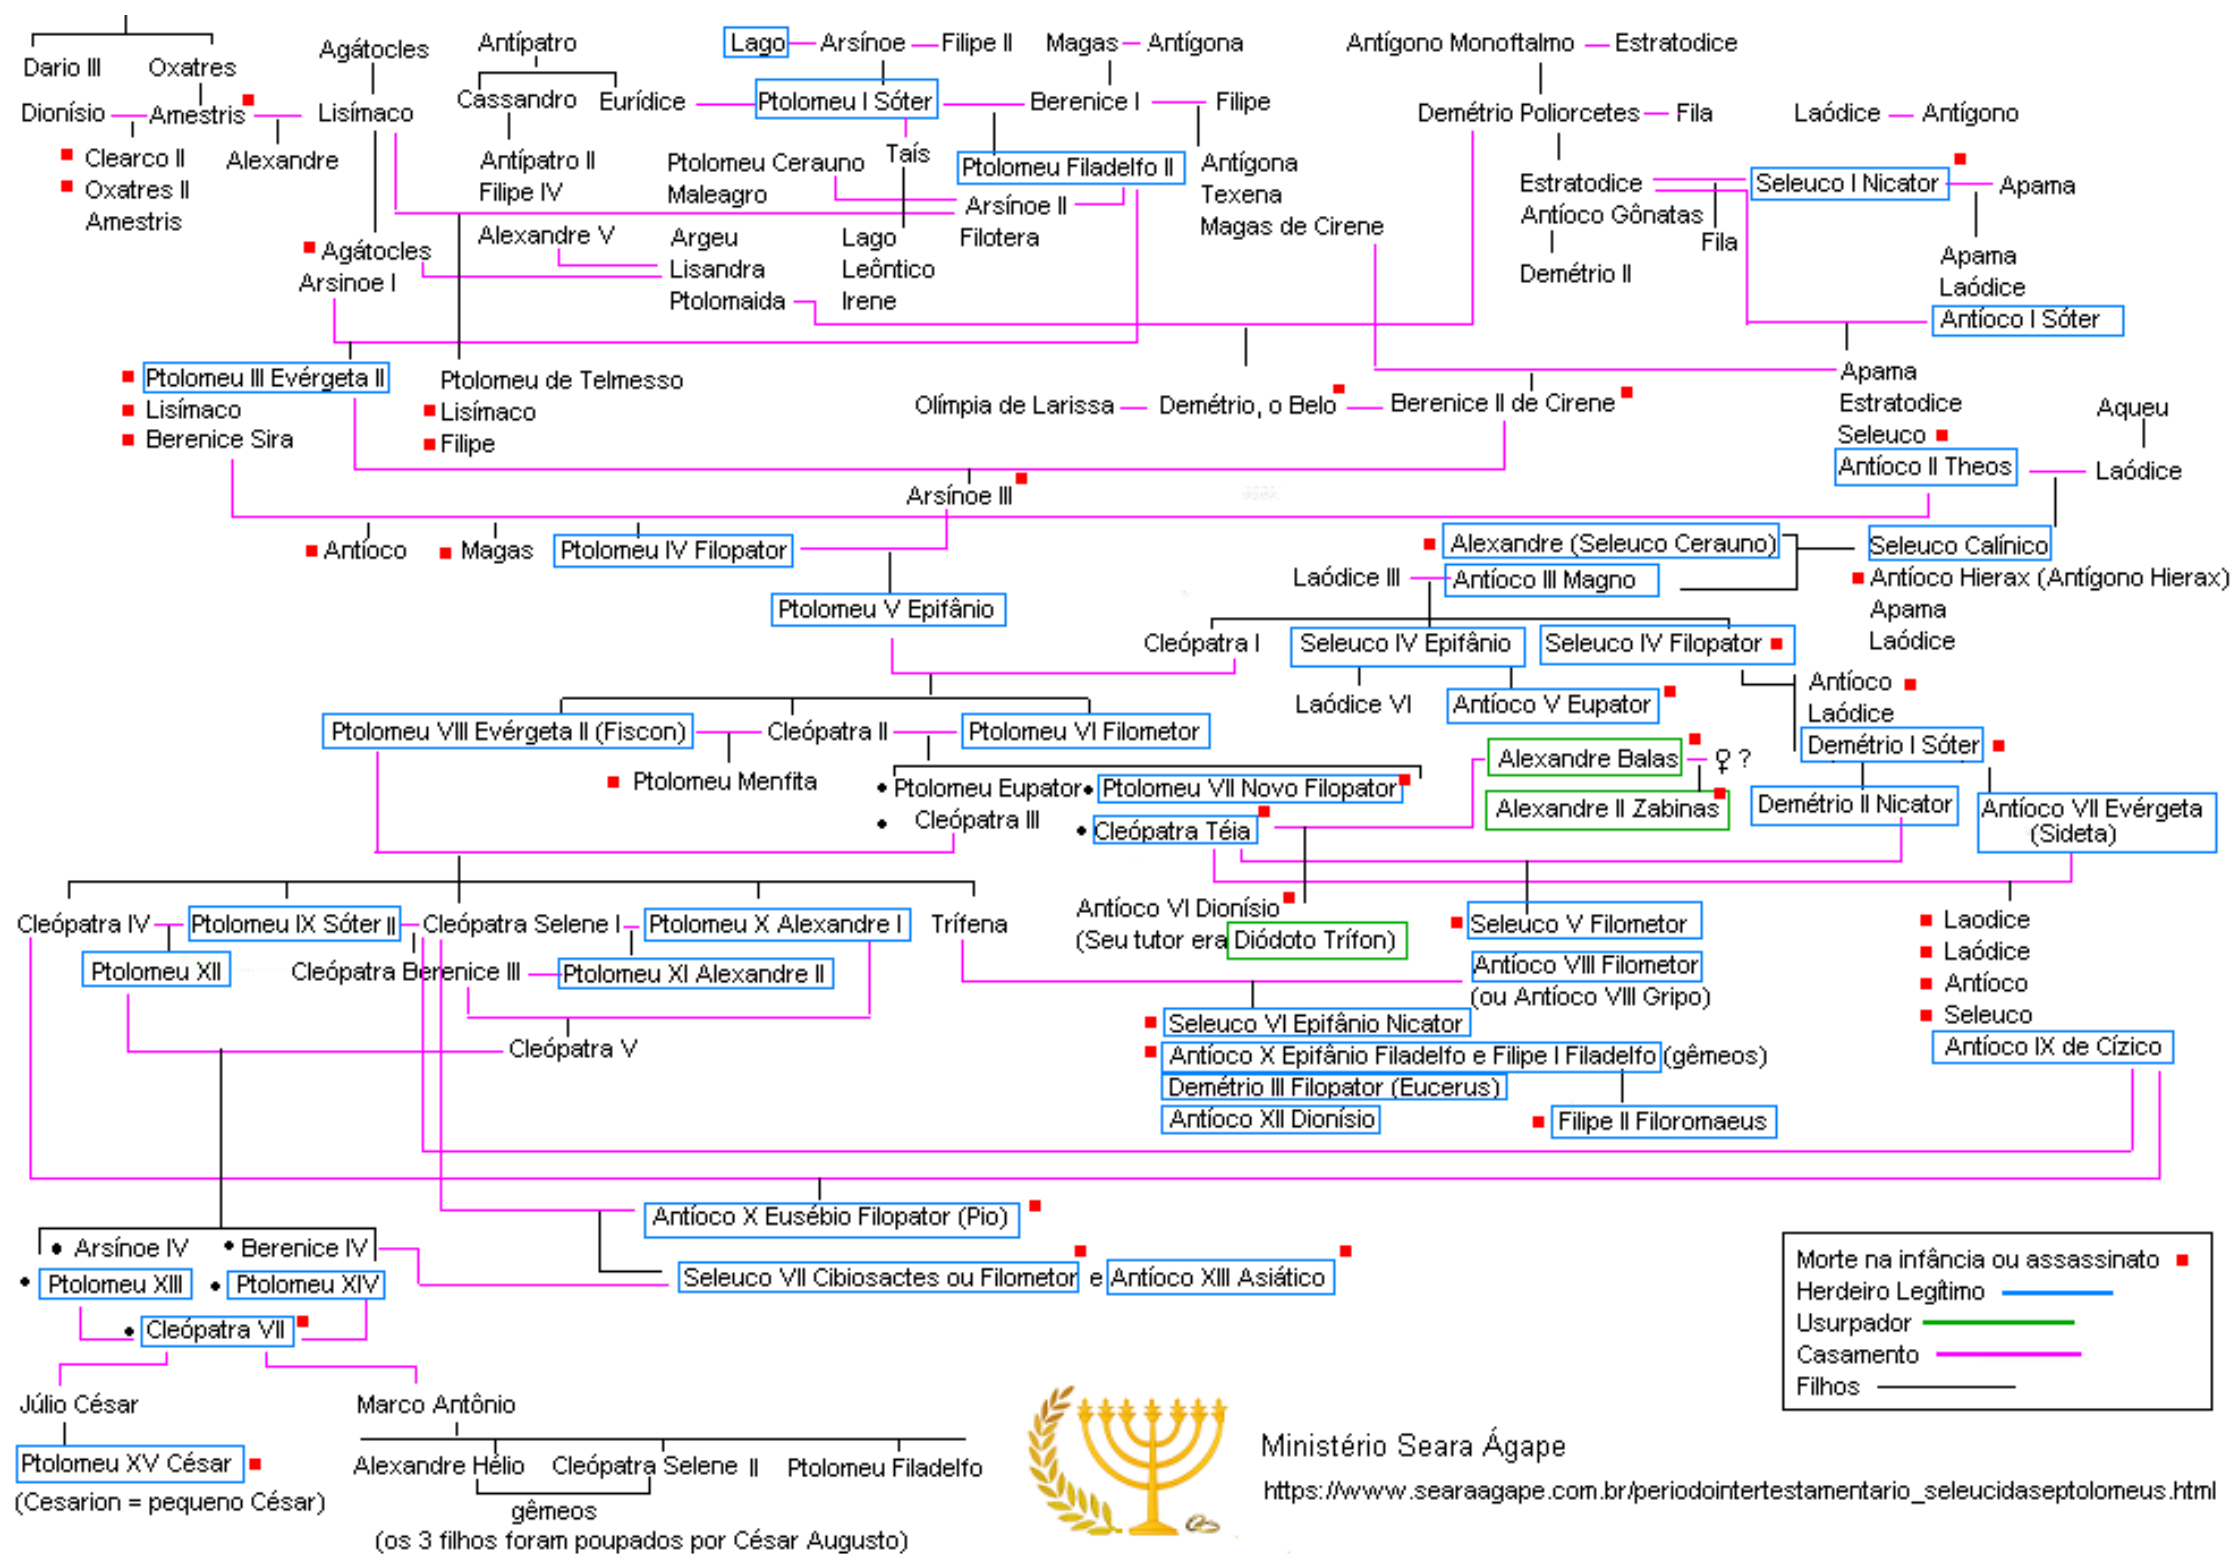 Agátocles
Antípatro
Lago
Arsínoe
Filipe II
Magas
Antígona
Antígono Monoftalmo
Estratodice
Dario III
Oxatres
Dionísio
Amestris
Lisímaco
Cassandro
Eurídice
Ptolomeu I Sóter
Berenice I
Filipe
Demétrio Poliorcetes
Fila
Laódice
Antígono
Clearco II
Oxatres II
Amestris
Alexandre
Antípatro II
Filipe IV
Alexandre V
Ptolomeu Cerauno
Maleagro
Argeu
Lisandra
Ptolomaida
Taís
Lago
Leôntico
Irene
Ptolomeu Filadelfo II
Arsínoe II
Filotera
Antígona
Texena
Magas de Cirene
Estratodice
Antíoco Gônatas
Fila
Demétrio II
Seleuco I Nicator
Apama
Apama
Laódice
Antíoco I Sóter
Agátocles
Arsinoe I
Ptolomeu III Evérgeta II
Lisímaco
Berenice Sira
Ptolomeu de Telmesso
Lisímaco
Filipe
Olímpia de Larissa
Demétrio, o Belo
Berenice II de Cirene
Apama
Estratodice
Seleuco
Antíoco II Theos
Aqueu
Laódice
Arsínoe III
Antíoco
Magas
Ptolomeu IV Filopator
Alexandre (Seleuco Cerauno)
Laódice III
Antíoco III Magno
Seleuco Calínico
Antíoco Hierax (Antígono Hierax)
Apama
Laódice
Ptolomeu V Epifânio
Cleópatra I
Seleuco IV Epifânio
Seleuco IV Filopator
Laódice VI
Antíoco V Eupator
Antíoco
Laódice
Demétrio I Sóter
Ptolomeu VIII Evérgeta II (Fiscon)
Cleópatra II
Ptolomeu VI Filometor
Ptolomeu Menfita
Ptolomeu Eupator
Ptolomeu VII Novo Filopator
Cleópatra III
Cleópatra Téia
Alexandre Balas
♀ ?
Alexandre II Zabinas
Demétrio II Nicator
Antíoco VII Evérgeta
(Sideta)
Cleópatra IV
Ptolomeu IX Sóter II
Cleópatra Selene I
Ptolomeu X Alexandre I
Trífena
Antíoco VI Dionísio
(Seu tutor era Diódoto Trífon)
Seleuco V Filometor
Antíoco VIII Filometor
(ou Antíoco VIII Gripo)
Laodice
Laódice
Antíoco
Seleuco
Antíoco IX de Cízico
Ptolomeu XII
Cleópatra Berenice III
Ptolomeu XI Alexandre II
Cleópatra V
Seleuco VI Epifânio Nicator
Antíoco X Epifânio Filadelfo e Filipe I Filadelfo (gêmeos)
Demétrio III Filopator (Eucerus)
Antíoco XII Dionísio
Filipe II Filoromaeus
Antíoco X Eusébio Filopator (Pio)
Seleuco VII Cibiosactes ou Filometor e Antíoco XIII Asiático
Arsínoe IV
Berenice IV
Ptolomeu XIII
Ptolomeu XIV
Cleópatra VII
Júlio César
Marco Antônio
Ptolomeu XV César
(Cesarion = pequeno César)
Alexandre Hélio
Cleópatra Selene II
Ptolomeu Filadelfo
gêmeos
(os 3 filhos foram poupados por César Augusto)
Morte na infância ou assassinato
Herdeiro Legítimo
Usurpador
Casamento
Filhos
Ministério Seara Ágape
https://www.searaagape.com.br/periodointertestamentario_seleucidaseptolomeus.html